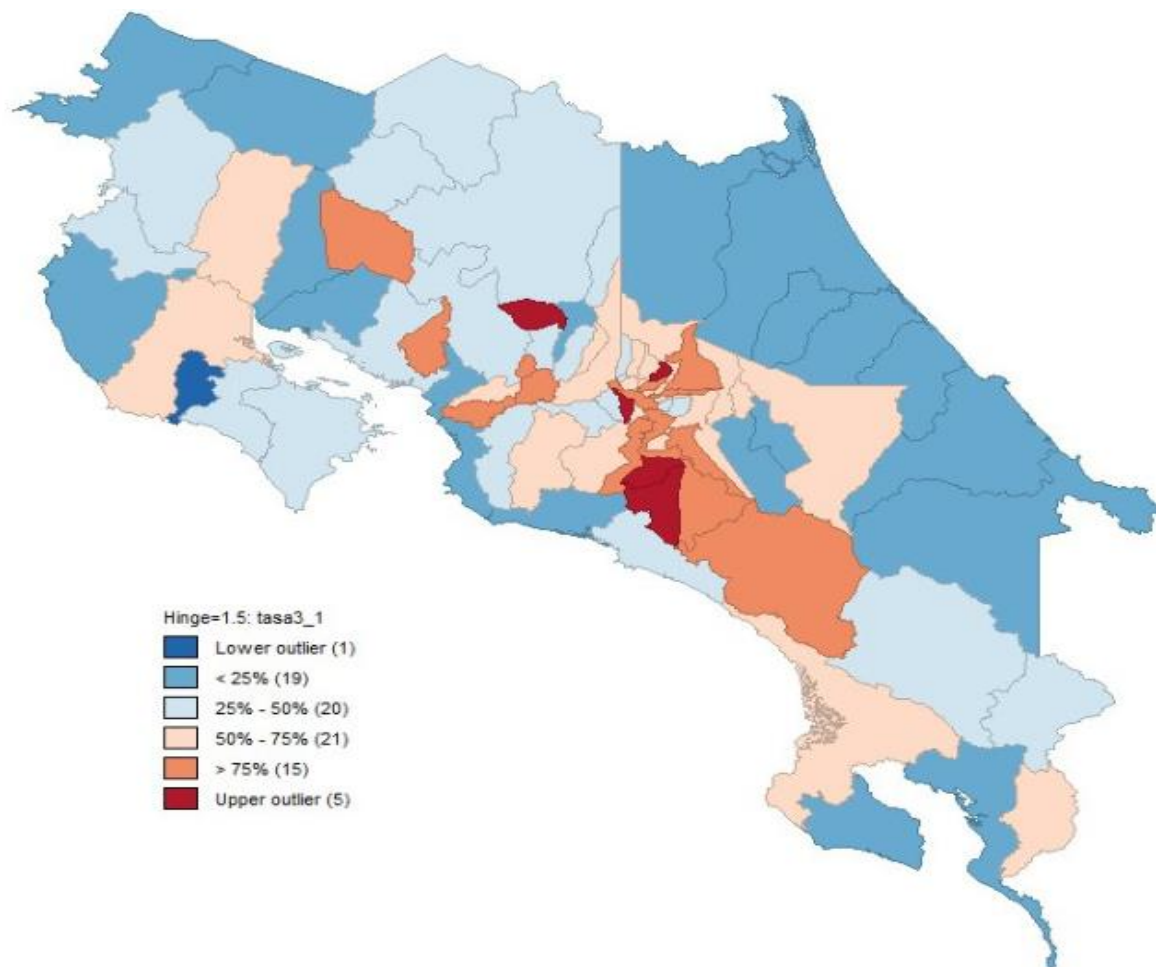 Hinge=1.5: tasa3_1
Lower outlier (1)
< 25% (19)
25% - 50% (20)
50% - 75% (21)
> 75% (15)
Upper outlier (5)